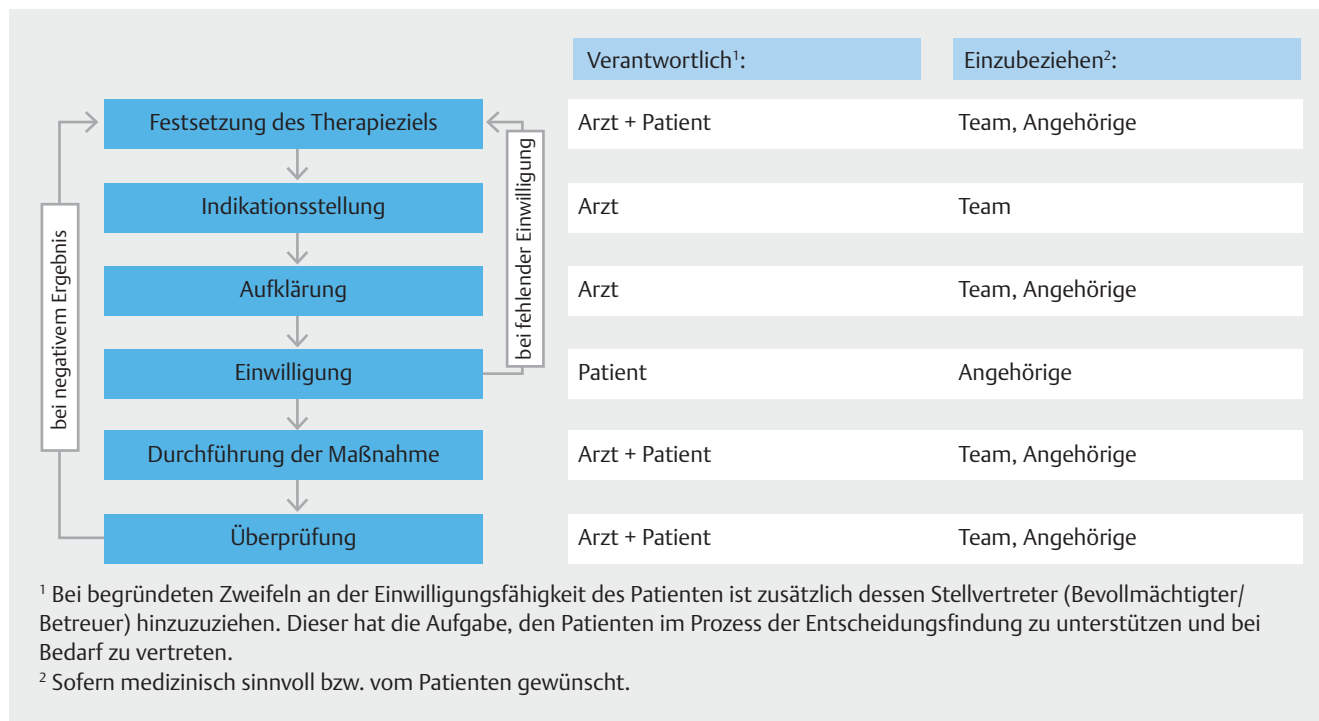 Verantwortlich¹: Einzubeziehen²:
Festsetzung des Therapieziels Arzt + Patient Team, Angehörige
Indikationsstellung Arzt Team
Aufklärung Arzt Team, Angehörige
Einwilligung Patient Angehörige
Durchführung der Maßnahme Arzt + Patient Team, Angehörige
Überprüfung Arzt + Patient Team, Angehörige
bei negativem Ergebnis
bei fehlender Einwilligung
¹ Bei begründeten Zweifeln an der Einwilligungsfähigkeit des Patienten ist zusätzlich dessen Stellvertreter (Bevollmächtigter/
Betreuer) hinzuzuziehen. Dieser hat die Aufgabe, den Patienten im Prozess der Entscheidungsfindung zu unterstützen und bei
Bedarf zu vertreten.
² Sofern medizinisch sinnvoll bzw. vom Patienten gewünscht.